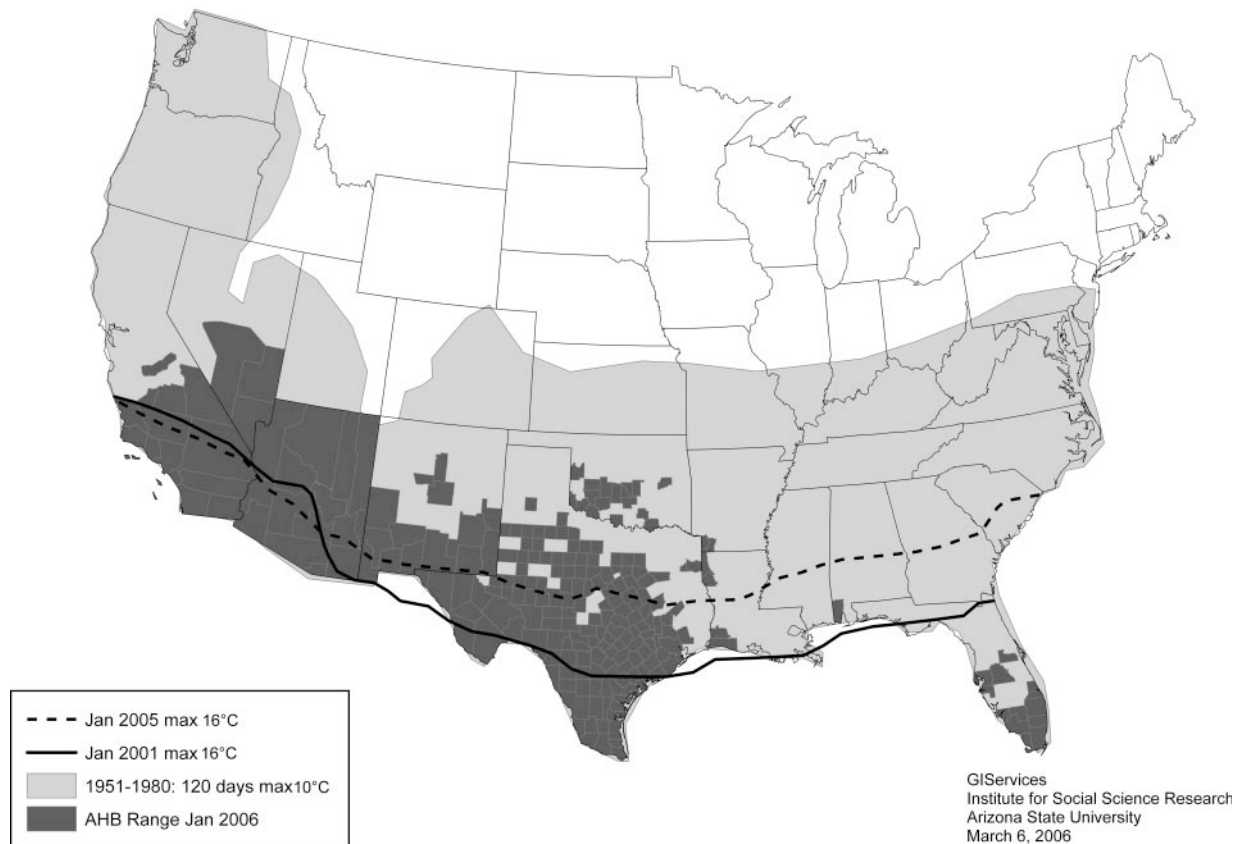 Jan 2005 max 16°C
Jan 2001 max 16°C
1951-1980: 120 days max10°C
AHB Range Jan 2006
GIServices
Institute for Social Science Research
Arizona State University
March 6, 2006